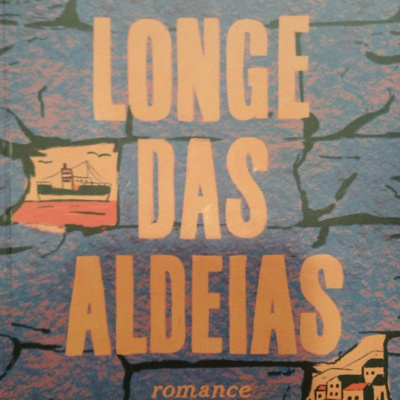 LONGE
DAS
ALDEIAS
romance